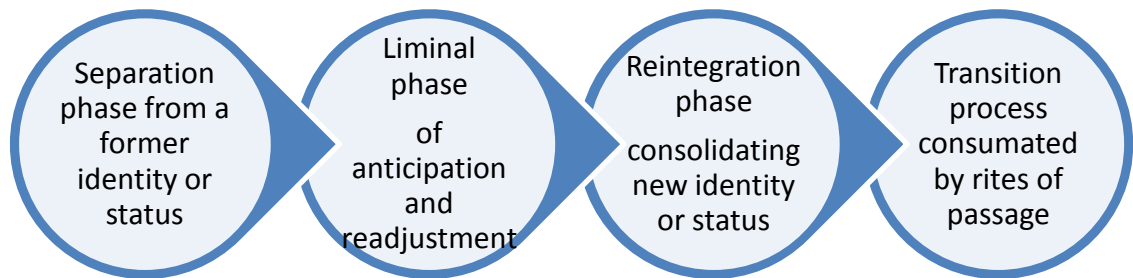 Separation
phase from a
former
identity or
status
Liminal
phase
of
anticipation
and
readjustment
Reintegration
phase
consolidating
new identity
or status
Transition
process
consumated
by rites of
passage